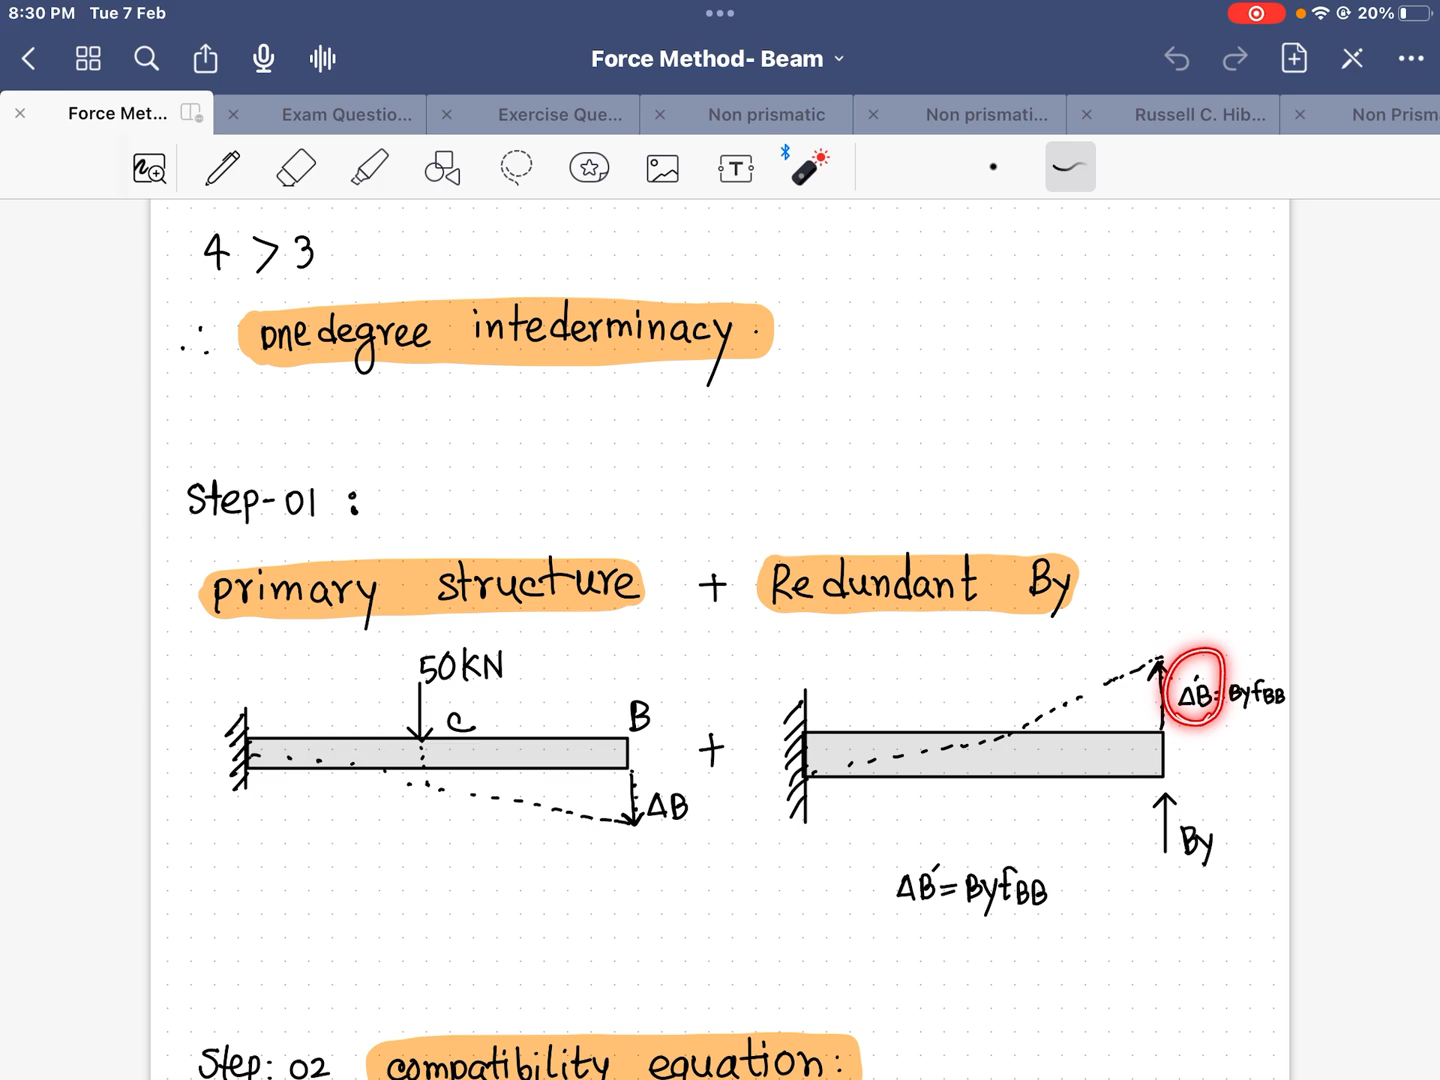 8:30 PM Tue 7 Feb
20%
Force Method- Beam
Force Met...
Exam Questio...
Exercise Que...
Non prismatic
Non prismati...
Russell C. Hib...
Non Prism
T
4 > 3
∴ one degree intederminacy.
Step-01 :
primary structure + Redundant By
50KN
C
B
ΔB
+
ΔB'= ByfBB
By
ΔB'= ByfBB
Step: 02 compatibility equation: